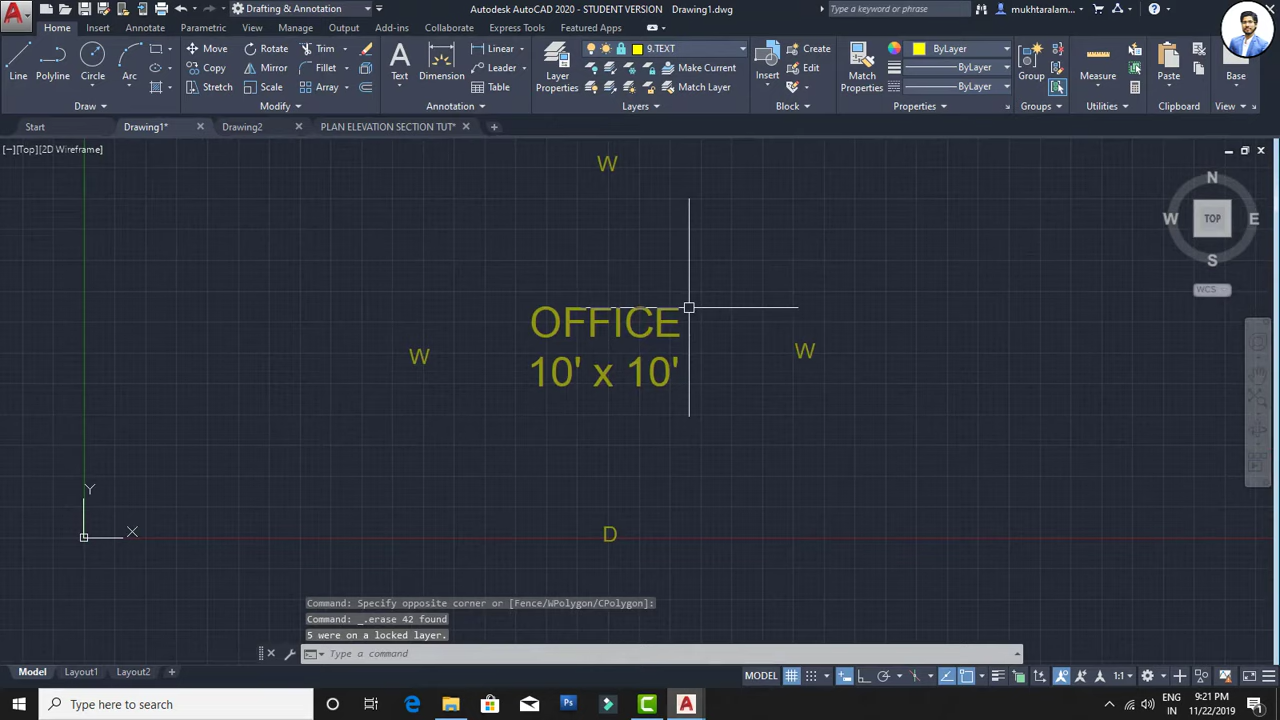 Drafting & Annotation
Autodesk AutoCAD 2020 - STUDENT VERSION Drawing1.dwg
Type a keyword or phrase
mukhtaralam...
Home Insert Annotate Parametric View Manage Output Add-ins Collaborate Express Tools Featured Apps
Line Polyline Circle Arc
Move Rotate Trim
Copy Mirror Fillet
Stretch Scale Array
Text Dimension
Linear
Leader
Table
Layer Properties
9.TEXT
Make Current
Match Layer
Insert
Create
Edit
Match Properties
ByLayer
ByLayer
ByLayer
Group
Measure
Paste
Base
Draw Modify Annotation Layers Block Properties Groups Utilities Clipboard View
Start Drawing1* Drawing2 PLAN ELEVATION SECTION TUT*
[−][Top][2D Wireframe]
W
N
W TOP E
S
WCS
OFFICE
10' x 10'
W
W
Y
X
D
Command: Specify opposite corner or [Fence/WPolygon/CPolygon]:
Command: _.erase 42 found
5 were on a locked layer.
Type a command
Model Layout1 Layout2
MODEL 1:1
Type here to search
ENG
IN
9:21 PM
11/22/2019